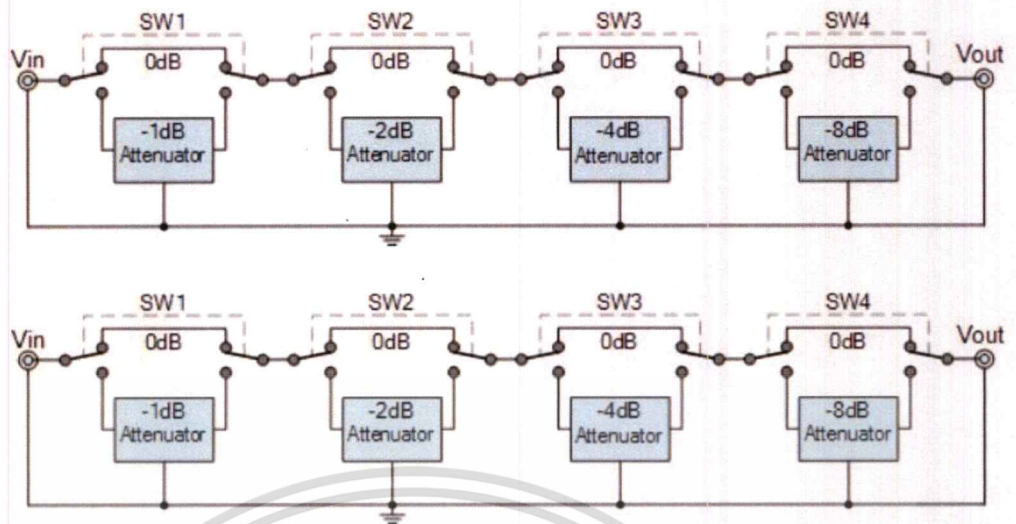 SW1 SW2 SW3 SW4
Vin 0dB 0dB 0dB 0dB Vout
-1dB -2dB -4dB -8dB
Attenuator Attenuator Attenuator Attenuator
SW1 SW2 SW3 SW4
Vin 0dB 0dB 0dB 0dB Vout
-1dB -2dB -4dB -8dB
Attenuator Attenuator Attenuator Attenuator